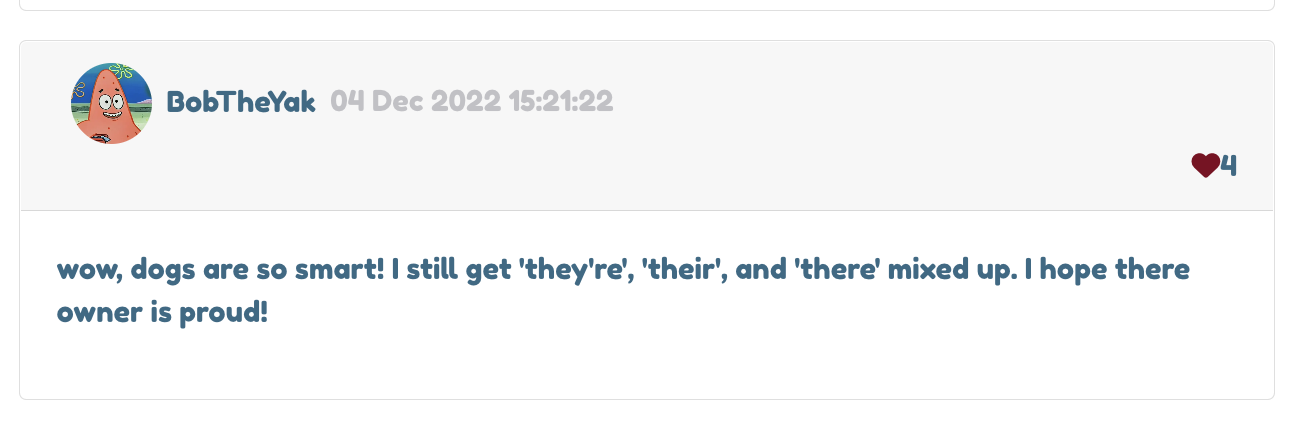 BobTheYak 04 Dec 2022 15:21:22
4
wow, dogs are so smart! I still get 'they're', 'their', and 'there' mixed up. I hope there
owner is proud!